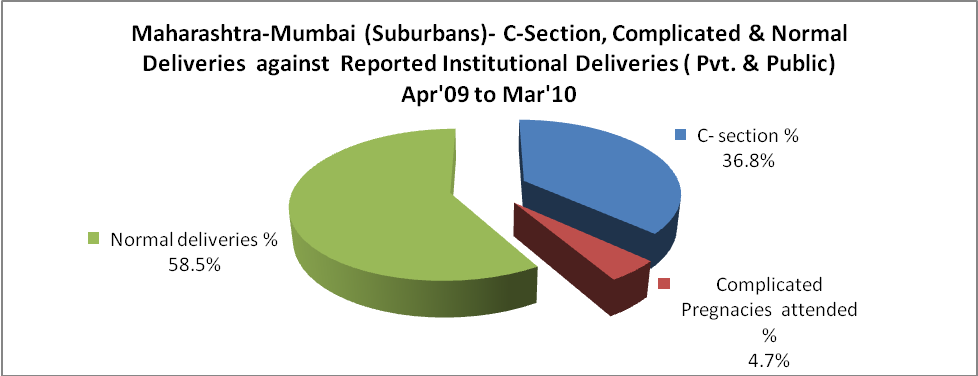 Maharashtra-Mumbai (Suburbans)- C-Section, Complicated & Normal
Deliveries against Reported Institutional Deliveries ( Pvt. & Public)
Apr'09 to Mar'10
C- section %
36.8%
Normal deliveries %
58.5%
Complicated
Pregnacies attended
%
4.7%